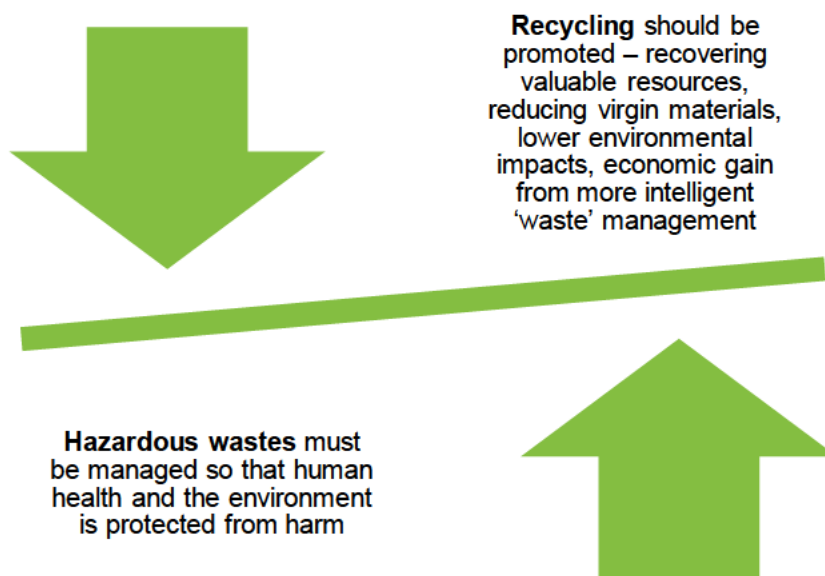 Recycling should be
promoted – recovering
valuable resources,
reducing virgin materials,
lower environmental
impacts, economic gain
from more intelligent
‘waste’ management
Hazardous wastes must
be managed so that human
health and the environment
is protected from harm